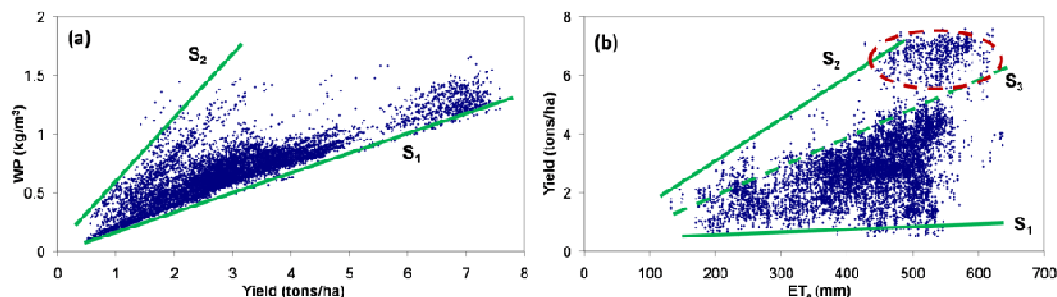 (a)
S₂
S₁
WP (kg/m³)
2
1.5
1
0.5
0
0 1 2 3 4 5 6 7 8
Yield (tons/ha)
(b)
S₂
S₃
S₁
Yield (tons/ha)
8
6
4
2
0
0 100 200 300 400 500 600 700
ETₐ (mm)